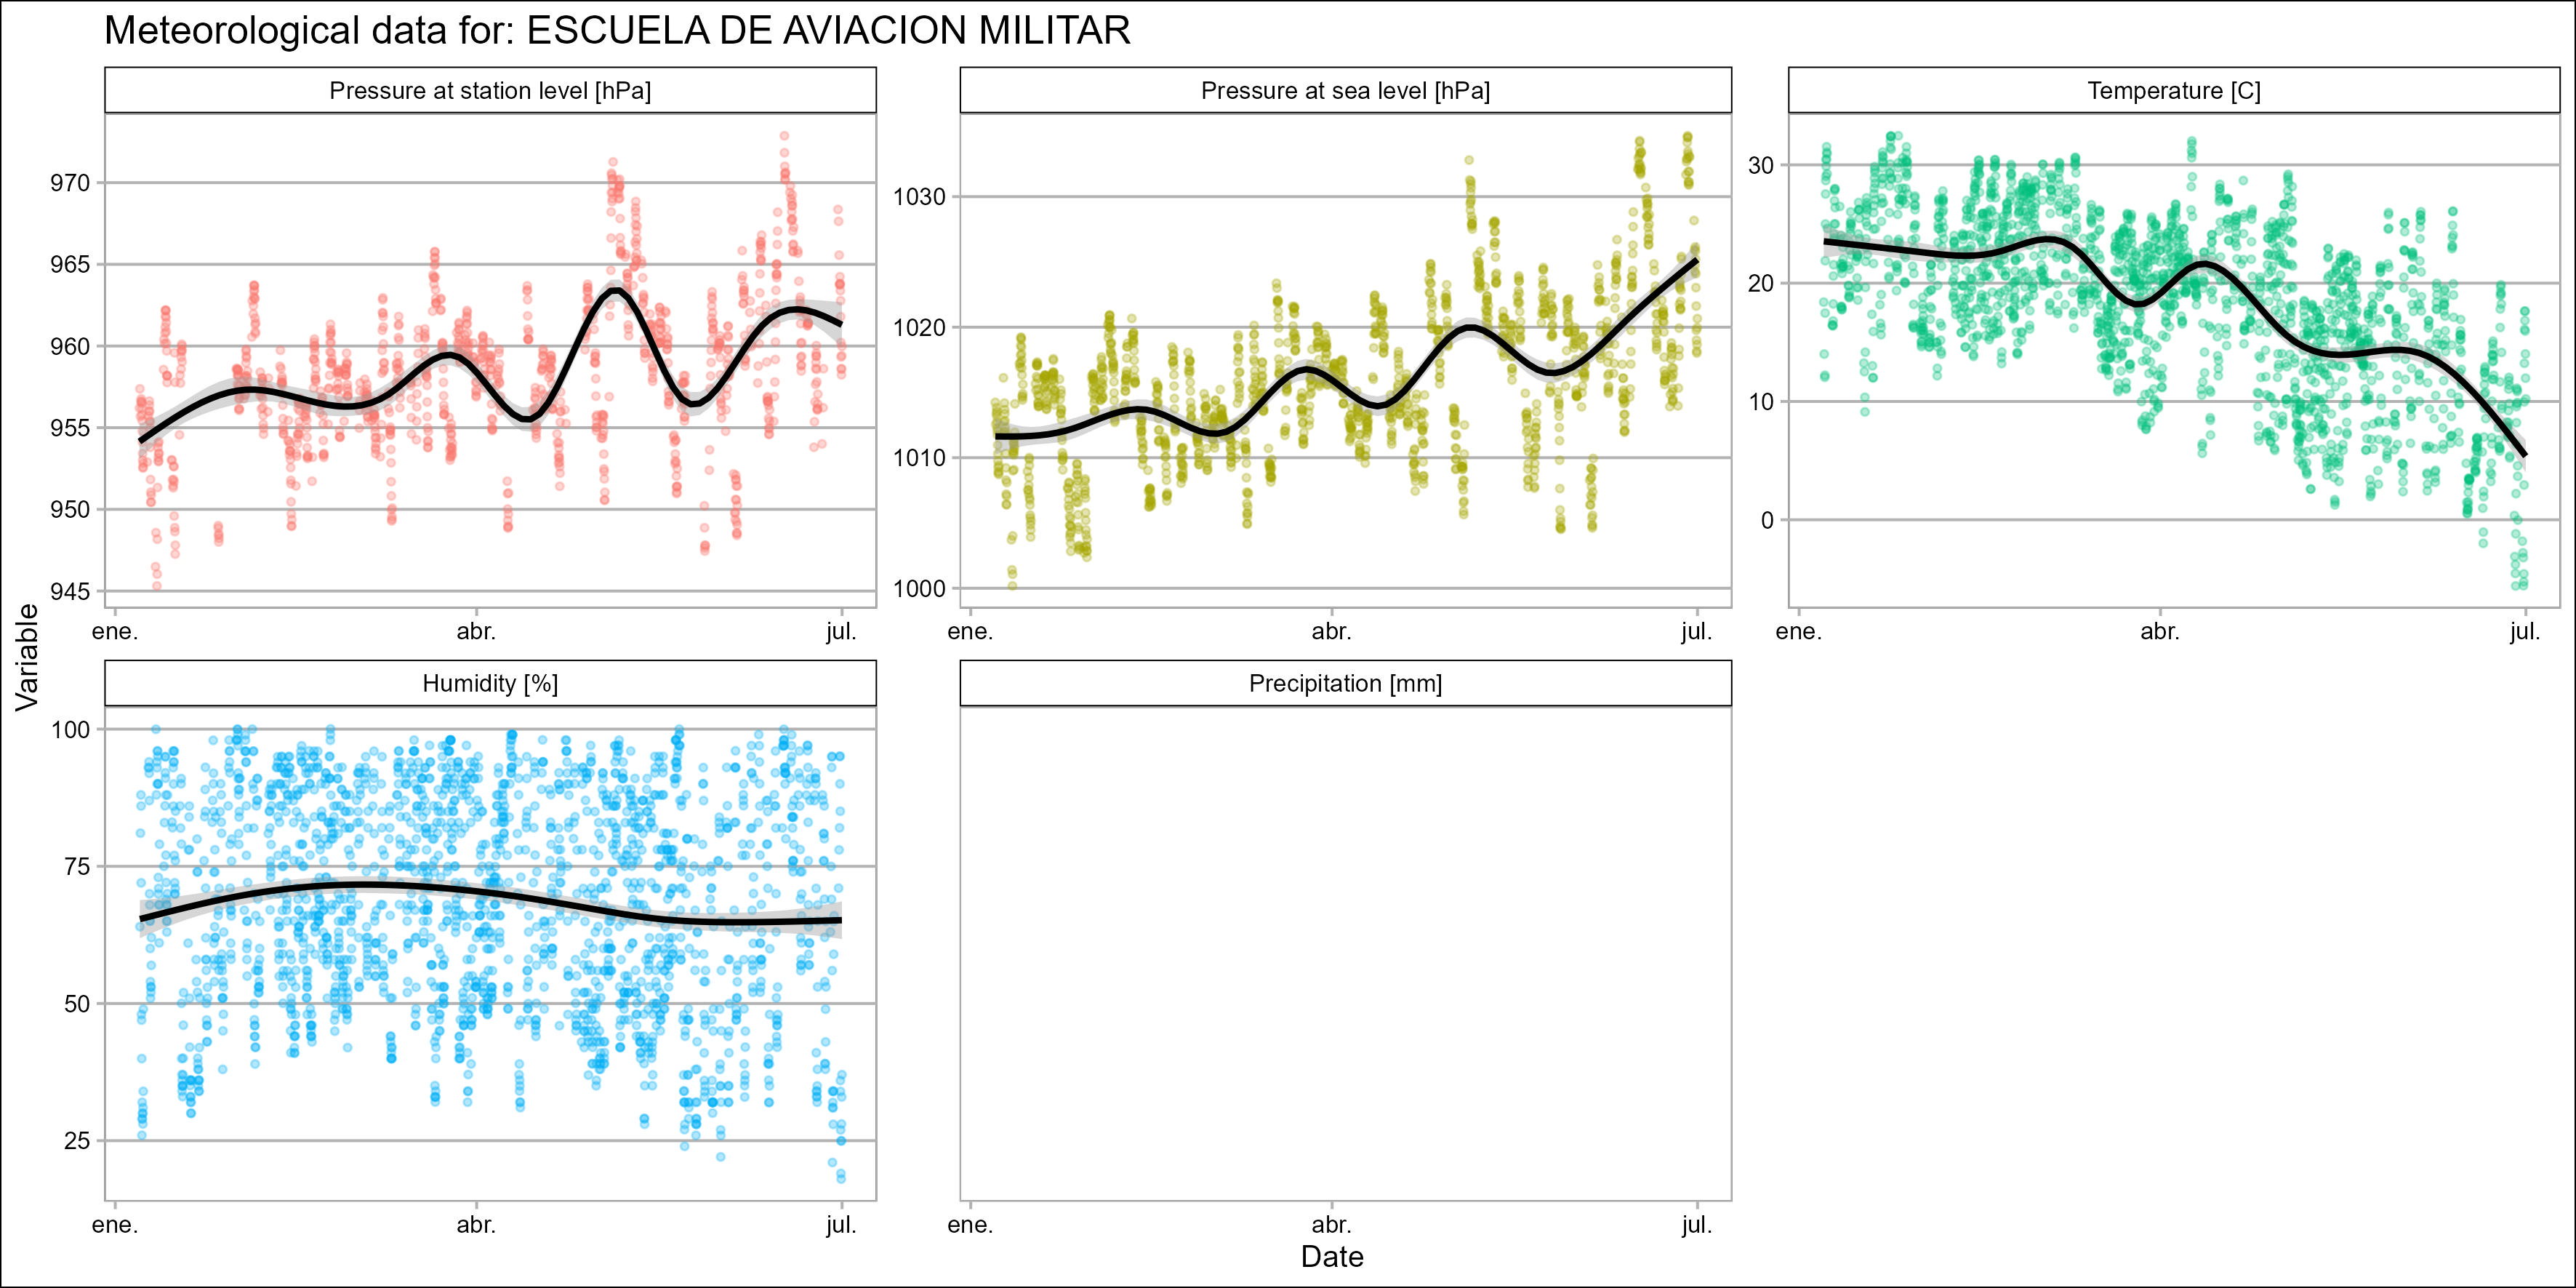 Meteorological data for: ESCUELA DE AVIACION MILITAR
Pressure at station level [hPa]
970
965
960
955
950
945
ene.
abr.
jul.
Pressure at sea level [hPa]
1030
1020
1010
1000
ene.
abr.
jul.
Temperature [C]
30
20
10
0
ene.
abr.
jul.
Variable
Humidity [%]
100
75
50
25
ene.
abr.
jul.
Precipitation [mm]
ene.
abr.
jul.
Date